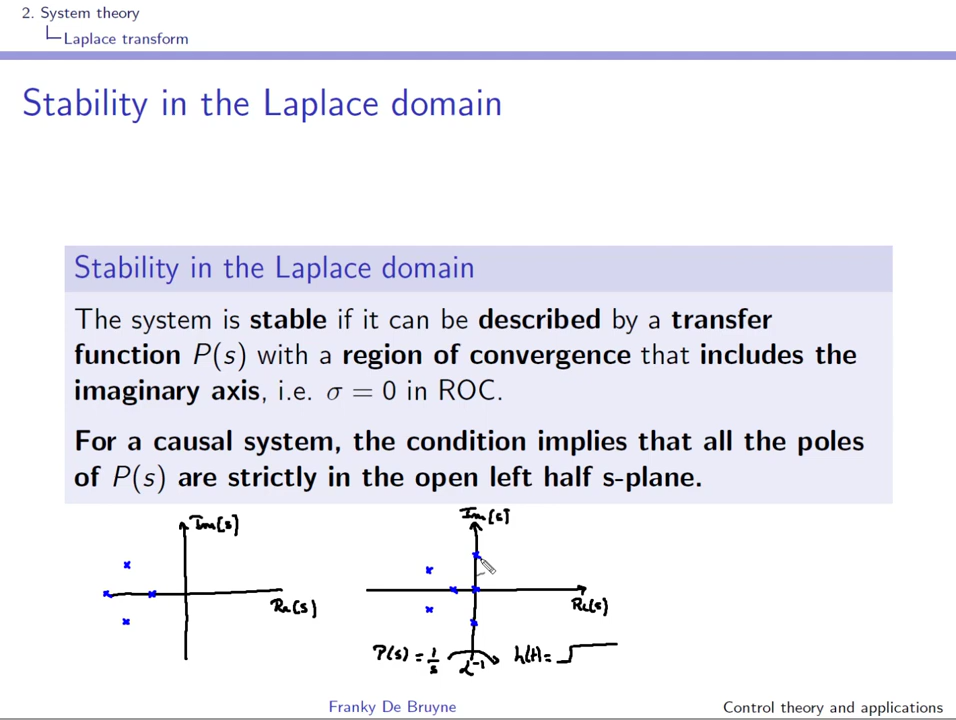 2. System theory
Laplace transform
Stability in the Laplace domain
Stability in the Laplace domain
The system is stable if it can be described by a transfer
function P(s) with a region of convergence that includes the
imaginary axis, i.e. σ = 0 in ROC.
For a causal system, the condition implies that all the poles
of P(s) are strictly in the open left half s-plane.
Im(s)
Re(s)
Im(s)
Re(s)
P(s) = 1/s ℒ⁻¹ h(t) =
Franky De Bruyne
Control theory and applications